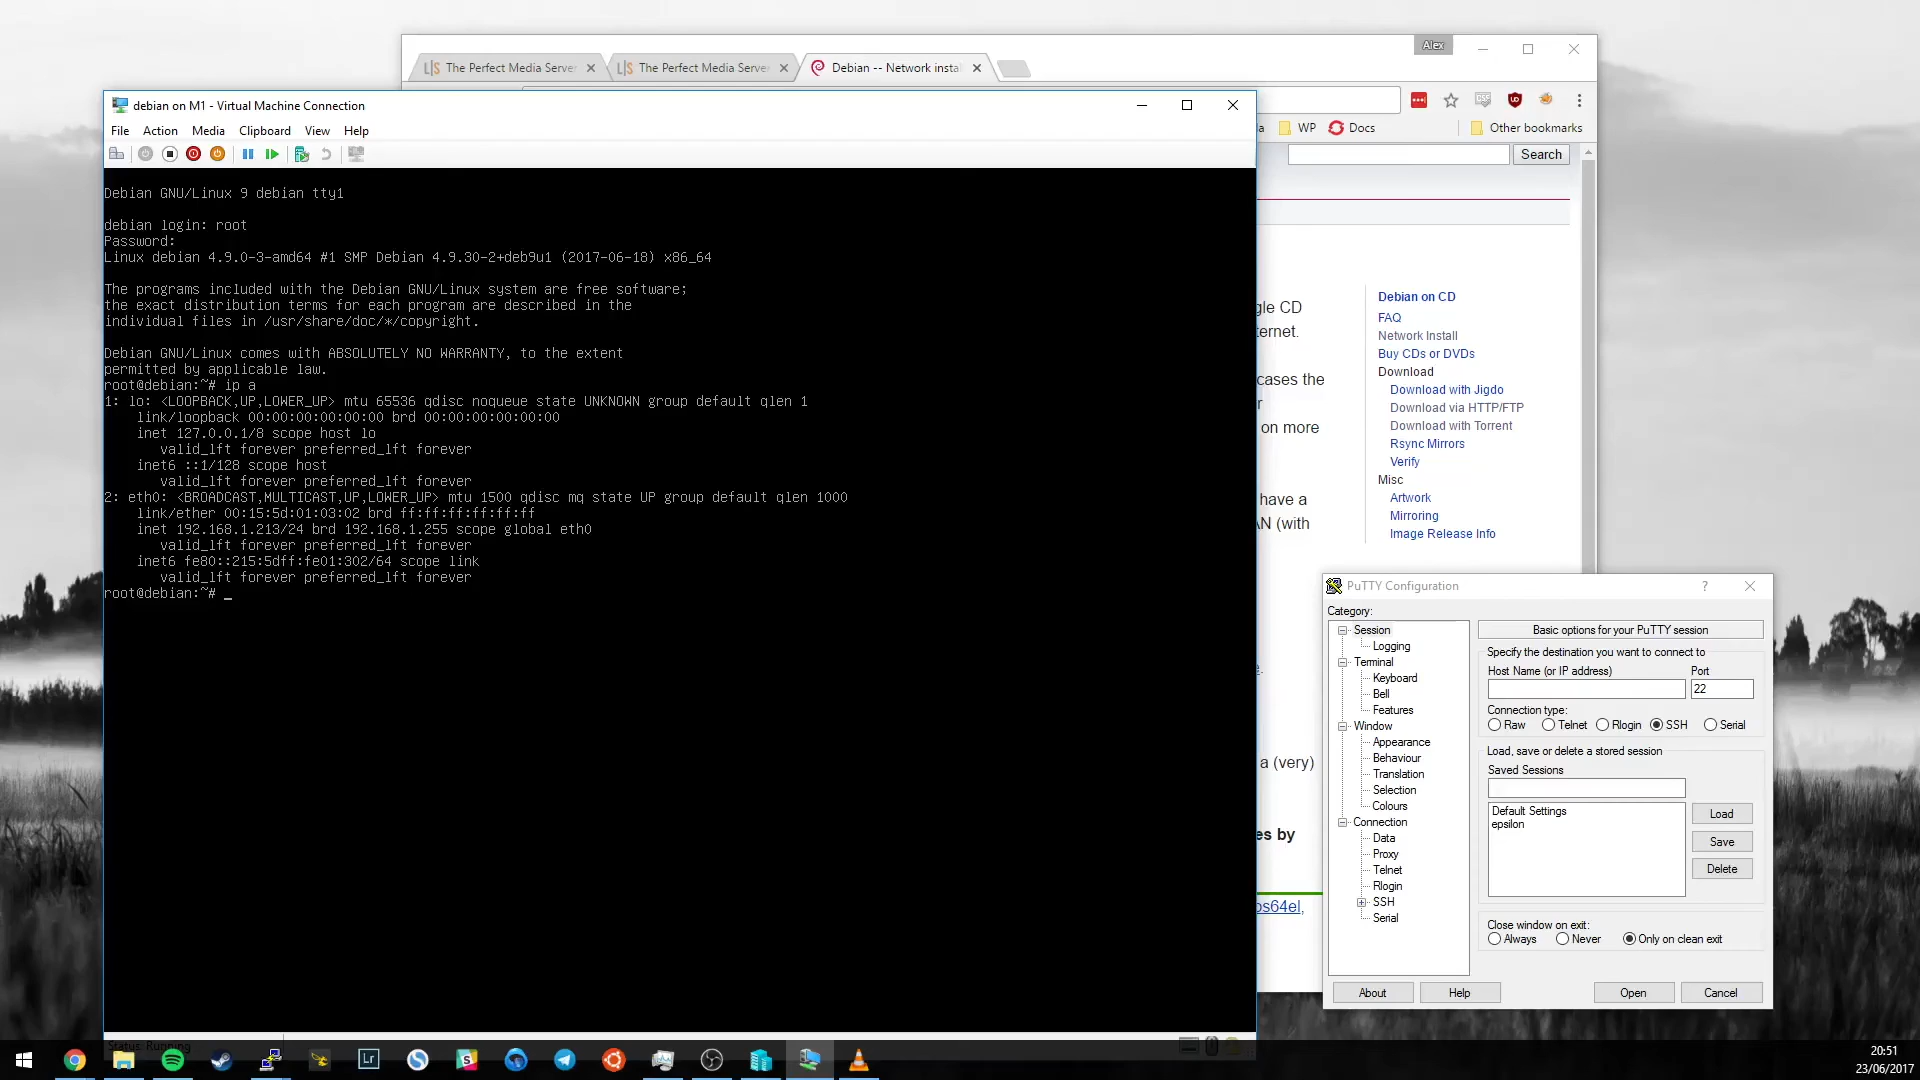 Alex
The Perfect Media Server
The Perfect Media Server
Debian -- Network instal
debian on M1 - Virtual Machine Connection
File Action Media Clipboard View Help
WP
Docs
Other bookmarks
Search
Debian GNU/Linux 9 debian tty1
debian login: root
Password:
Linux debian 4.9.0-3-amd64 #1 SMP Debian 4.9.30-2+deb9u1 (2017-06-18) x86_64
The programs included with the Debian GNU/Linux system are free software;
the exact distribution terms for each program are described in the
individual files in /usr/share/doc/*/copyright.
Debian GNU/Linux comes with ABSOLUTELY NO WARRANTY, to the extent
permitted by applicable law.
root@debian:~# ip a
1: lo: <LOOPBACK,UP,LOWER_UP> mtu 65536 qdisc noqueue state UNKNOWN group default qlen 1
link/loopback 00:00:00:00:00:00 brd 00:00:00:00:00:00
inet 127.0.0.1/8 scope host lo
valid_lft forever preferred_lft forever
inet6 ::1/128 scope host
valid_lft forever preferred_lft forever
2: eth0: <BROADCAST,MULTICAST,UP,LOWER_UP> mtu 1500 qdisc mq state UP group default qlen 1000
link/ether 00:15:5d:01:03:02 brd ff:ff:ff:ff:ff:ff
inet 192.168.1.213/24 brd 192.168.1.255 scope global eth0
valid_lft forever preferred_lft forever
inet6 fe80::215:5dff:fe01:302/64 scope link
valid_lft forever preferred_lft forever
root@debian:~# _
Status: Running
gle CD
ternet.
cases the
on more
have a
AN (with
a (very)
es by
os64el,
Debian on CD
FAQ
Network Install
Buy CDs or DVDs
Download
Download with Jigdo
Download via HTTP/FTP
Download with Torrent
Rsync Mirrors
Verify
Misc
Artwork
Mirroring
Image Release Info
PuTTY Configuration
?
Category:
Session
Logging
Terminal
Keyboard
Bell
Features
Window
Appearance
Behaviour
Translation
Selection
Colours
Connection
Data
Proxy
Telnet
Rlogin
SSH
Serial
Basic options for your PuTTY session
Specify the destination you want to connect to
Host Name (or IP address) Port
22
Connection type:
Raw Telnet Rlogin SSH Serial
Load, save or delete a stored session
Saved Sessions
Default Settings
epsilon
Load
Save
Delete
Close window on exit:
Always Never Only on clean exit
About Help Open Cancel
Lr
20:51
23/06/2017